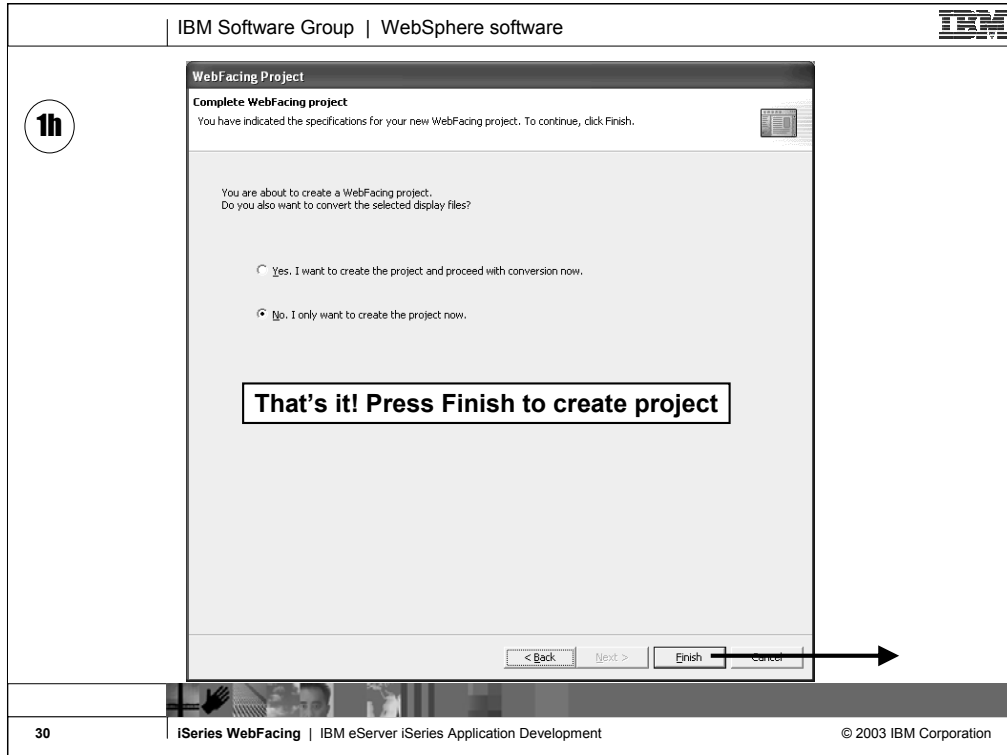 IBM Software Group | WebSphere software
IBM
1h
WebFacing Project
Complete WebFacing project
You have indicated the specifications for your new WebFacing project. To continue, click Finish.
You are about to create a WebFacing project.
Do you also want to convert the selected display files?
Yes. I want to create the project and proceed with conversion now.
No. I only want to create the project now.
That's it! Press Finish to create project
< Back Next > Finish Cancel
30 iSeries WebFacing | IBM eServer iSeries Application Development © 2003 IBM Corporation